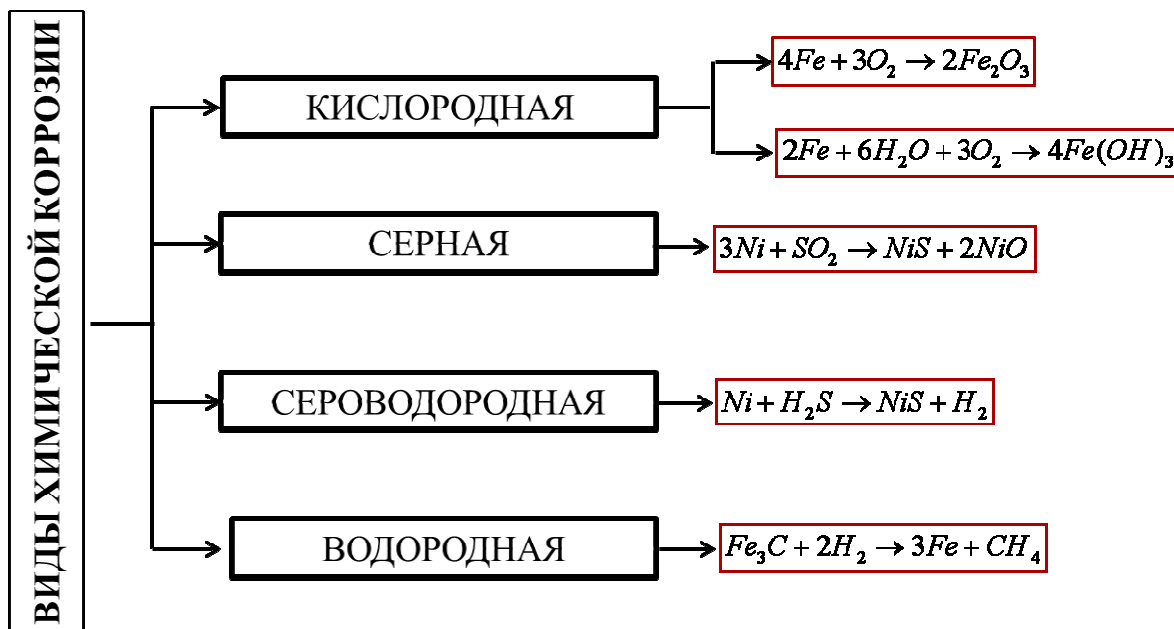 ВИДЫ ХИМИЧЕСКОЙ КОРРОЗИИ
КИСЛОРОДНАЯ
4Fe + 3O₂ → 2Fe₂O₃
2Fe + 6H₂O + 3O₂ → 4Fe(OH)₃
СЕРНАЯ
3Ni + SO₂ → NiS + 2NiO
СЕРОВОДОРОДНАЯ
Ni + H₂S → NiS + H₂
ВОДОРОДНАЯ
Fe₃C + 2H₂ → 3Fe + CH₄